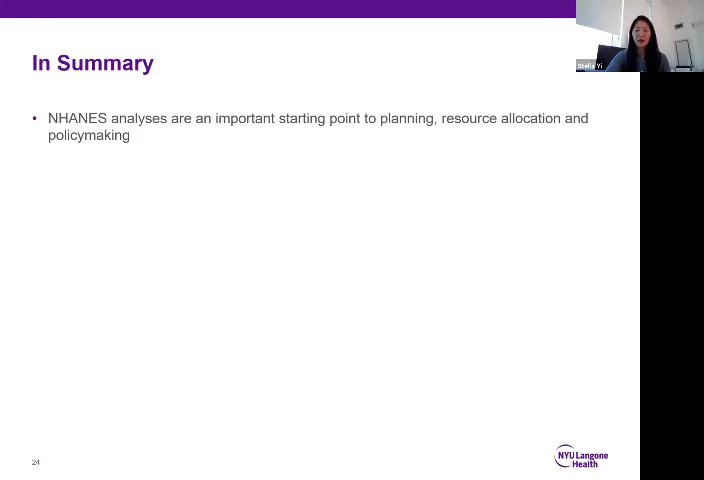 Stella Yi
In Summary
• NHANES analyses are an important starting point to planning, resource allocation and
policymaking
24
NYU Langone
Health